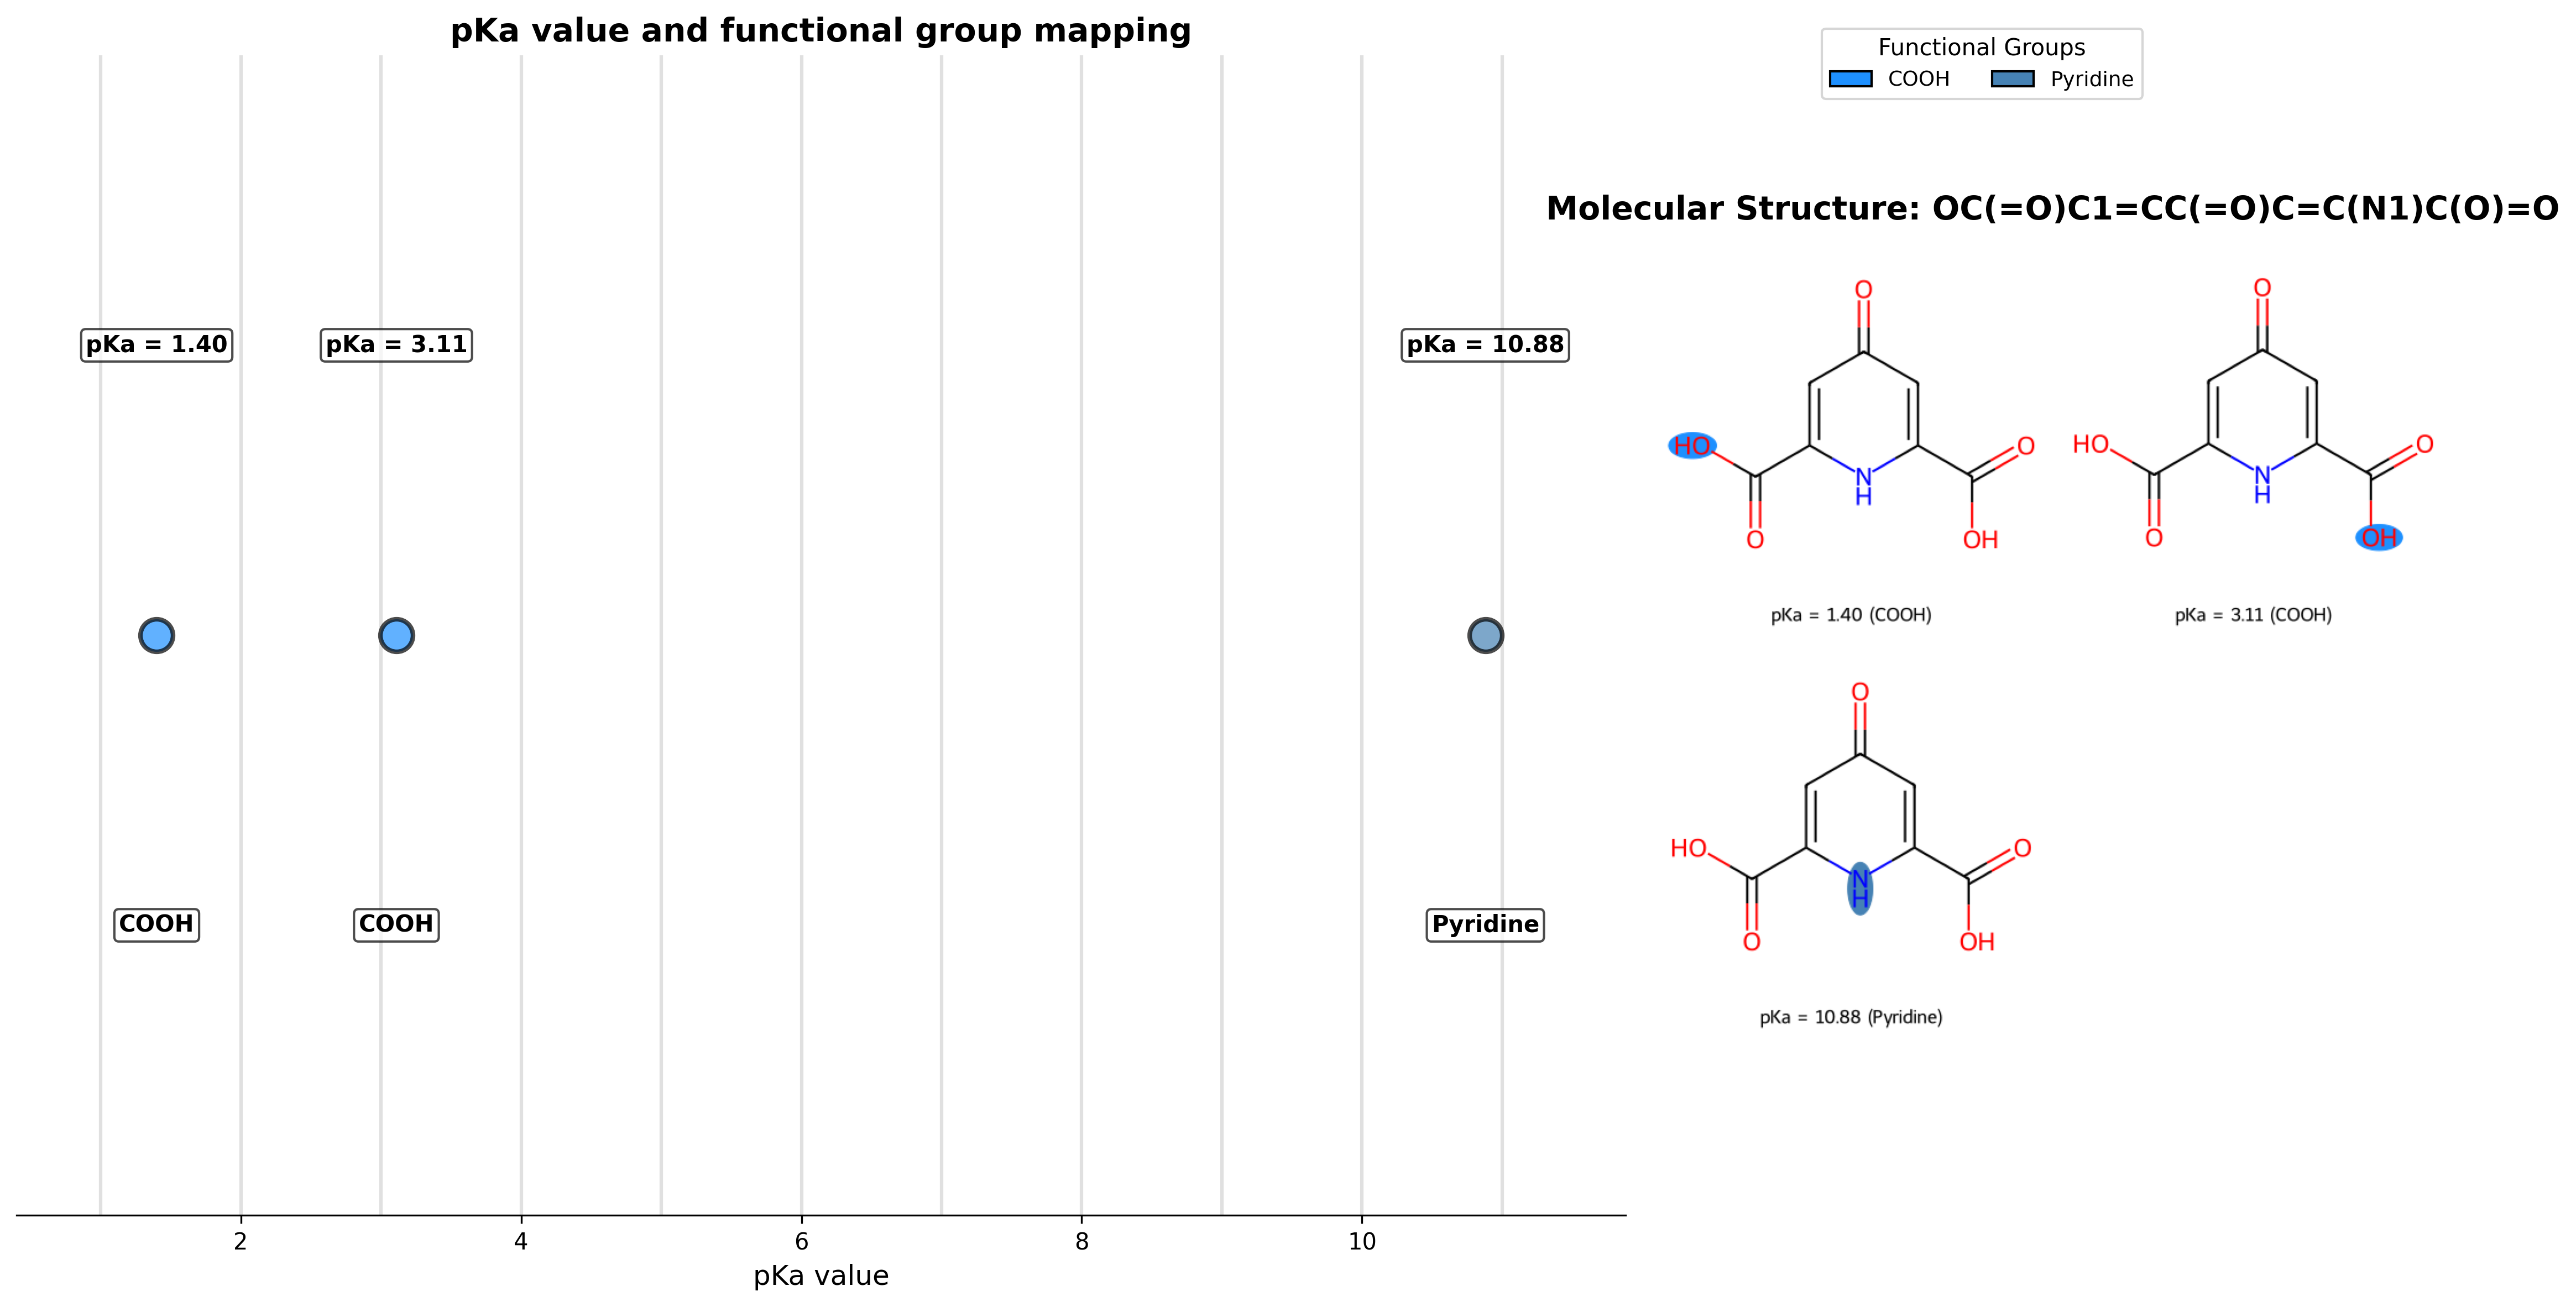 pKa value and functional group mapping
Functional Groups
COOH
Pyridine
Molecular Structure: OC(=O)C1=CC(=O)C=C(N1)C(O)=O
pKa = 1.40
pKa = 3.11
pKa = 10.88
COOH
COOH
Pyridine
2
4
6
8
10
pKa value
O
HO
O
N
H
O
OH
pKa = 1.40 (COOH)
O
HO
O
N
H
O
OH
pKa = 3.11 (COOH)
O
HO
O
N
H
O
OH
pKa = 10.88 (Pyridine)